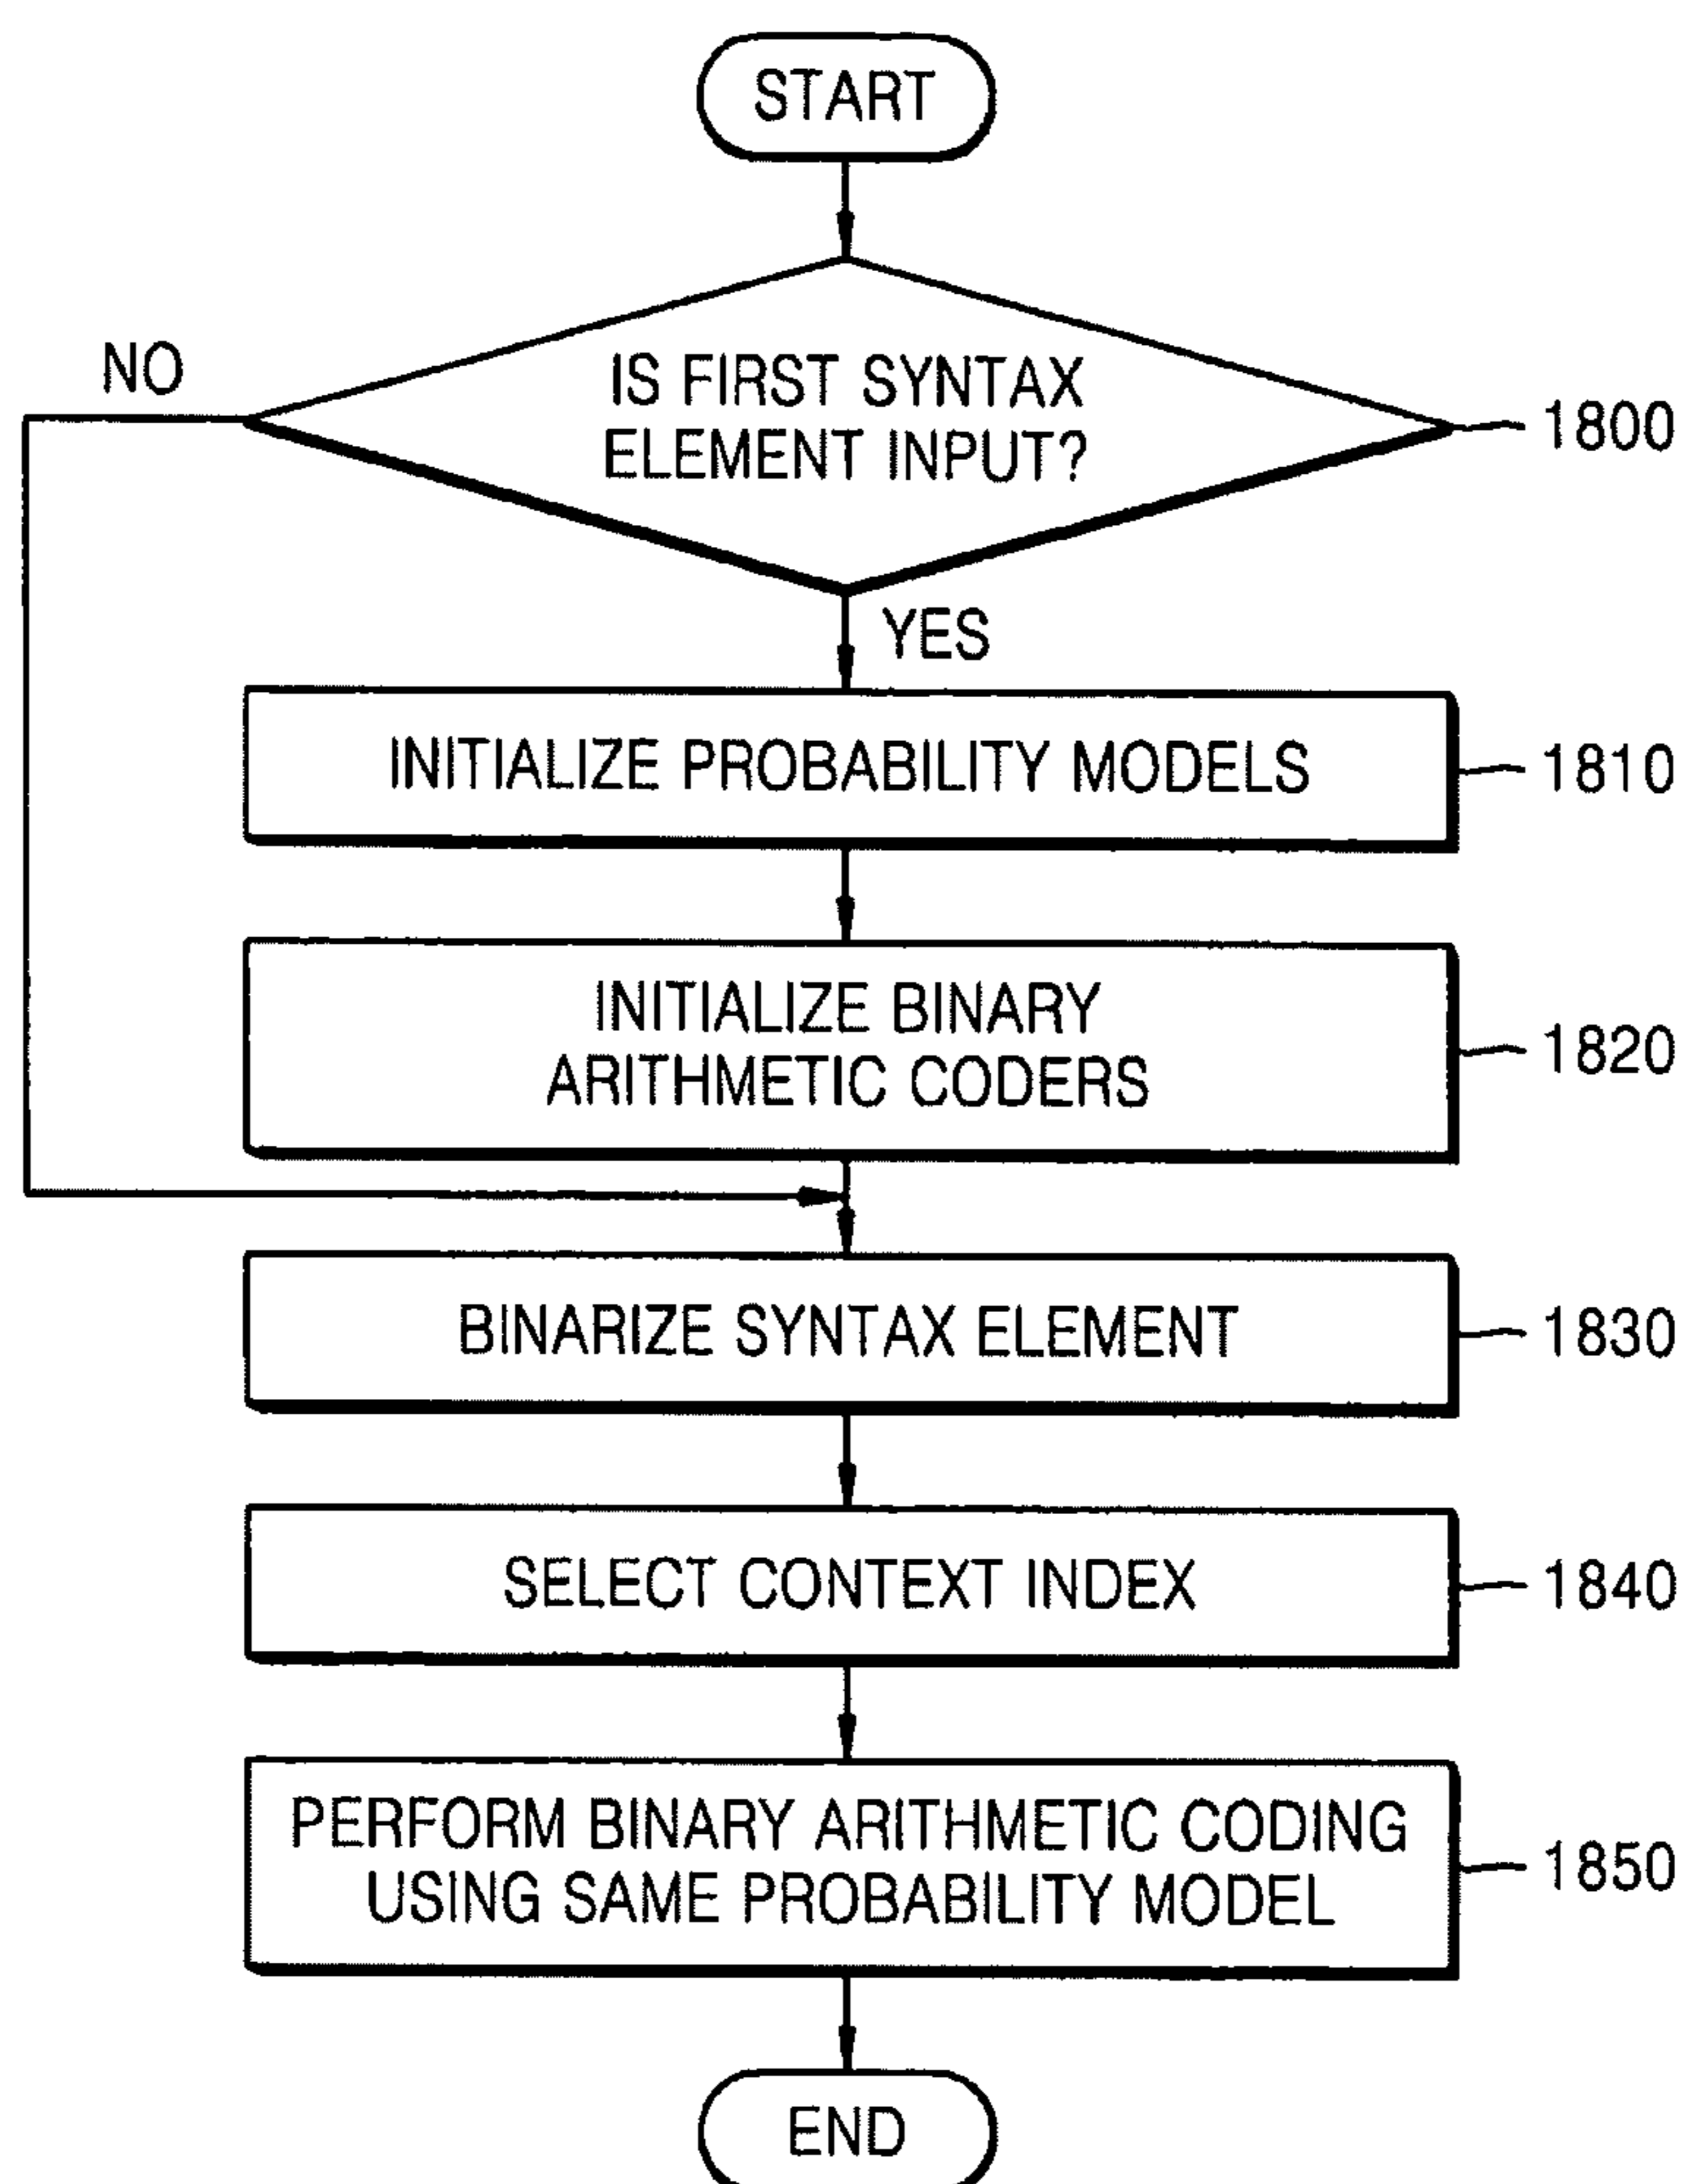 START
NO
IS FIRST SYNTAX
ELEMENT INPUT?
1800
YES
INITIALIZE PROBABILITY MODELS
1810
INITIALIZE BINARY
ARITHMETIC CODERS
1820
BINARIZE SYNTAX ELEMENT
1830
SELECT CONTEXT INDEX
1840
PERFORM BINARY ARITHMETIC CODING
USING SAME PROBABILITY MODEL
1850
END